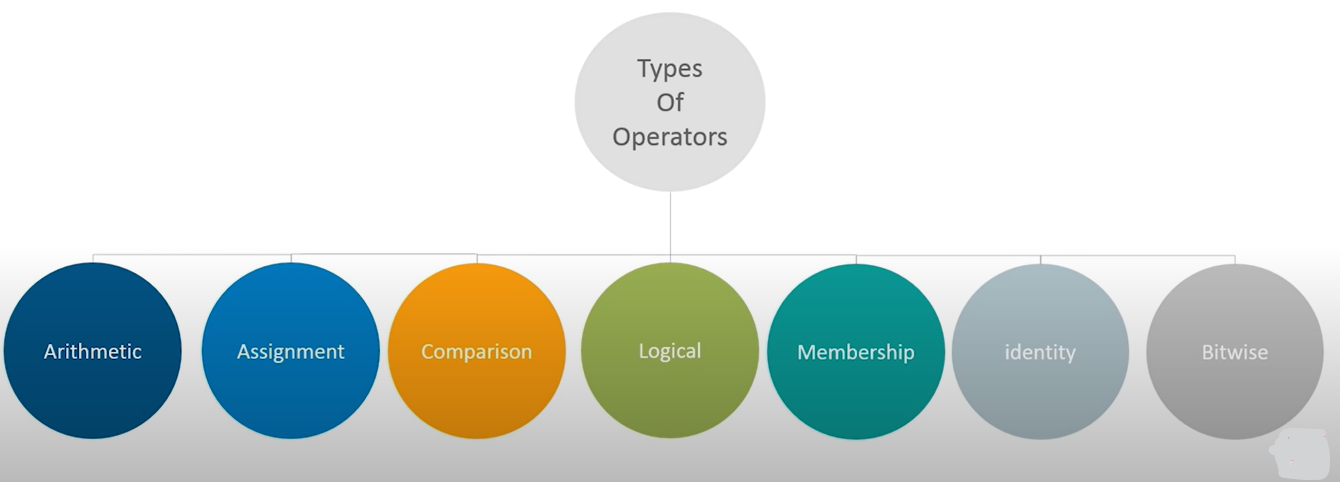 Types
Of
Operators
Arithmetic
Assignment
Comparison
Logical
Membership
identity
Bitwise